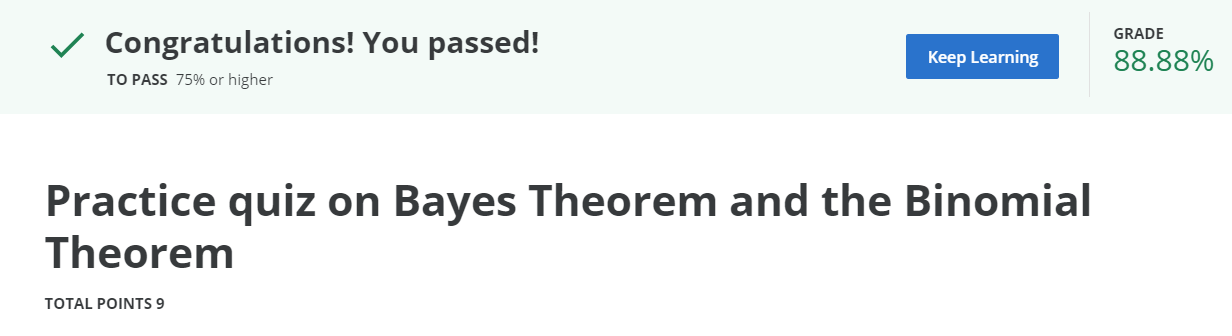 Congratulations! You passed!
TO PASS 75% or higher
Keep Learning
GRADE
88.88%
Practice quiz on Bayes Theorem and the Binomial
Theorem
TOTAL POINTS 9